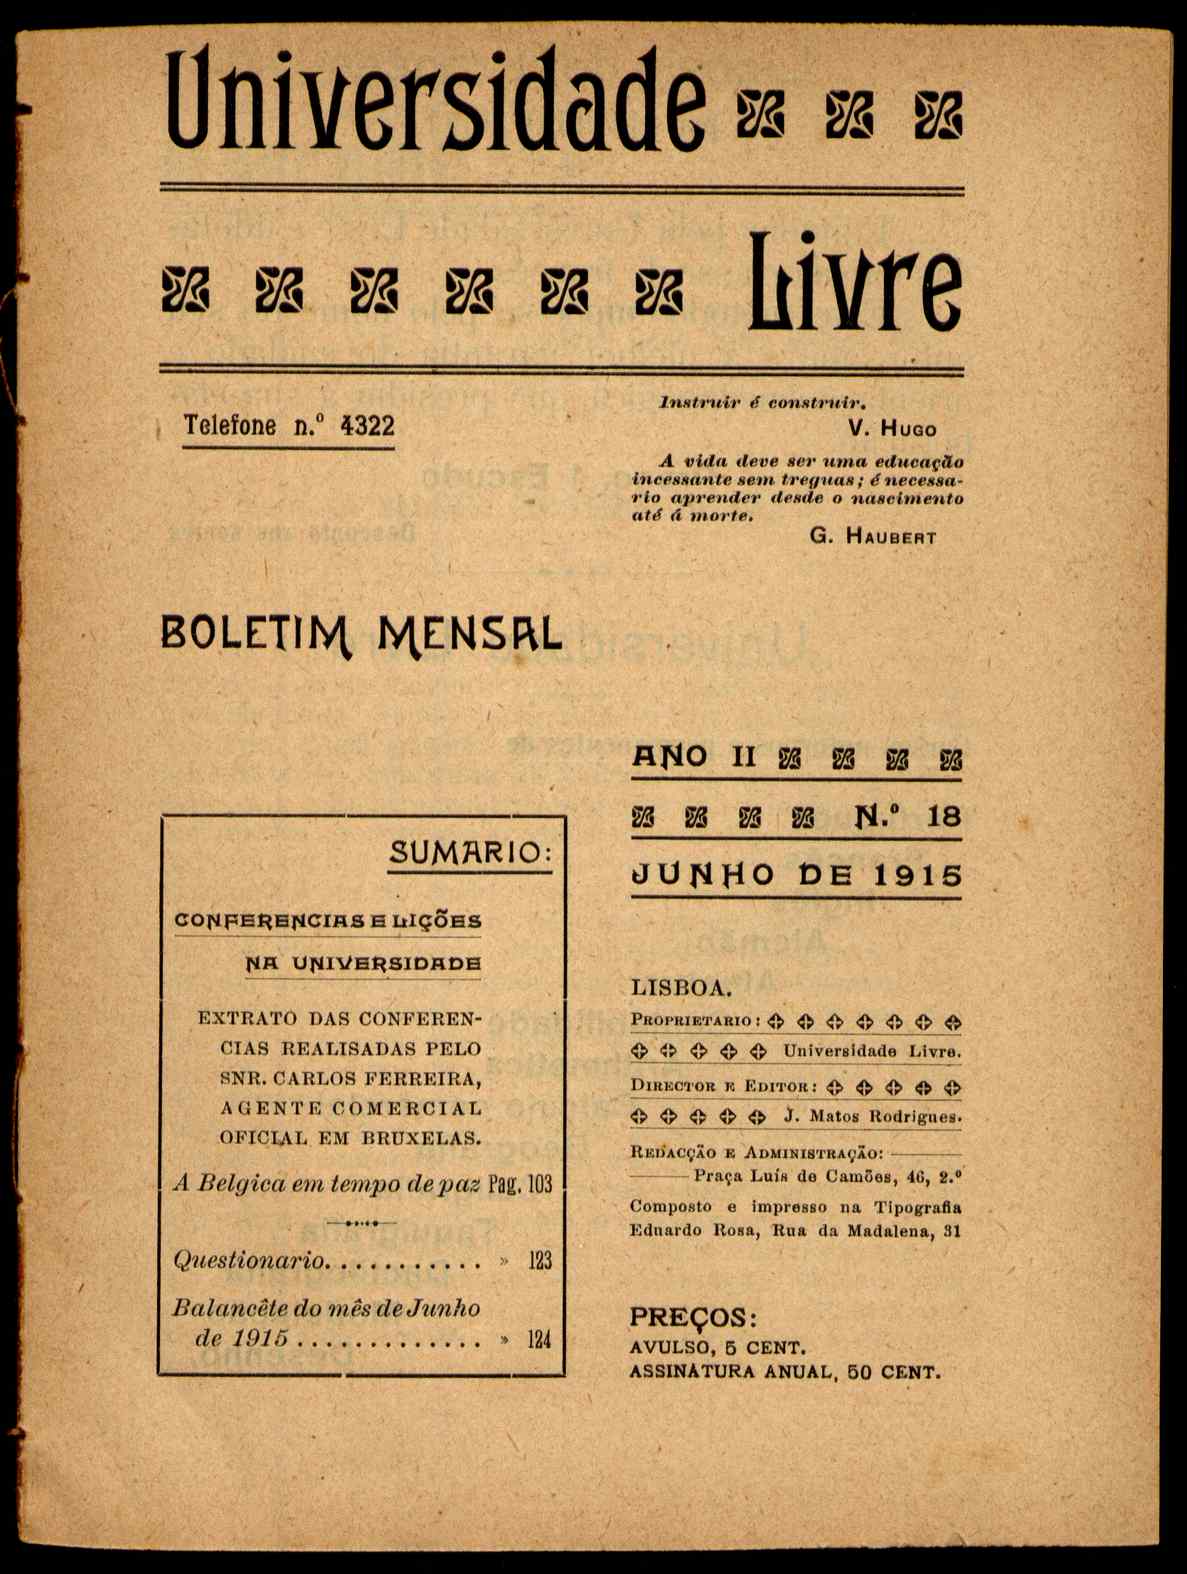 Universidade
Livre
Telefone n.º 4322
Instruir é construir.
V. HUGO
A vida deve ser uma educação
incessante sem treguas; é necessa-
rio aprender desde o nascimento
até á morte.
G. HAUBERT
BOLETIM MENSAL
ANO II
N.º 18
JUNHO DE 1915
SUMARIO:
CONFERENCIAS E LIÇÕES
NA UNIVERSIDADE
EXTRATO DAS CONFEREN-
CIAS REALISADAS PELO
SNR. CARLOS FERREIRA,
AGENTE COMERCIAL
OFICIAL EM BRUXELAS.
A Belgica em tempo de paz Pag. 103
Questionario. . . . . . . . . . . » 123
Balancête do mês de Junho
de 1915 . . . . . . . . . . . . . » 124
LISBOA.
PROPRIETARIO:
Universidade Livre.
DIRECTOR E EDITOR:
J. Matos Rodrigues.
REDACÇÃO E ADMINISTRAÇÃO:
Praça Luís de Camões, 46, 2.º
Composto e impresso na Tipografia
Eduardo Rosa, Rua da Madalena, 31
PREÇOS:
AVULSO, 5 CENT.
ASSINATURA ANUAL, 50 CENT.